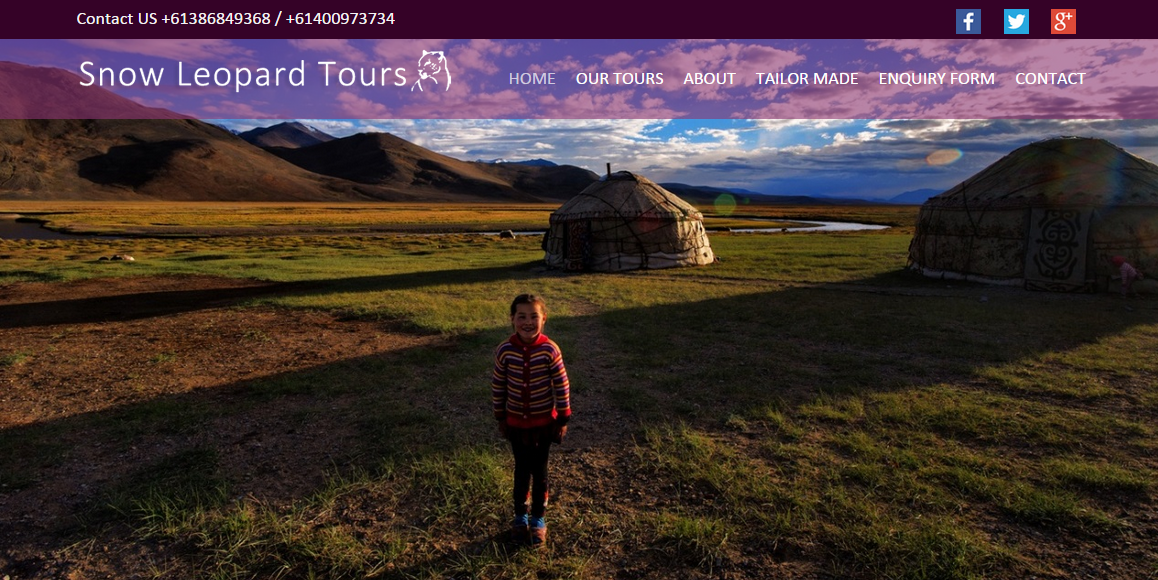 Contact US +61386849368 / +61400973734
Snow Leopard Tours
HOME OUR TOURS ABOUT TAILOR MADE ENQUIRY FORM CONTACT